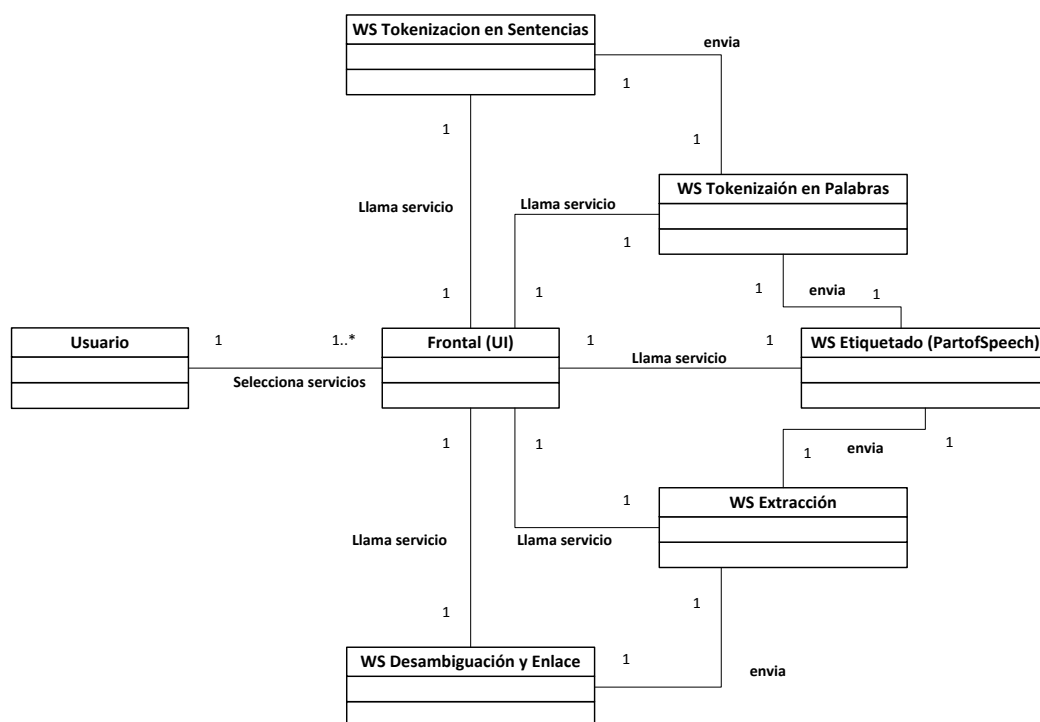 WS Tokenizacion en Sentencias
envia
1
1
1
WS Tokenizaión en Palabras
Llama servicio
Llama servicio
1
1
envia
1
1
1
Usuario
1
1..*
Frontal (UI)
1
1
WS Etiquetado (PartofSpeech)
Llama servicio
Selecciona servicios
1
1
1
envia
1
WS Extracción
1
Llama servicio
Llama servicio
1
1
WS Desambiguación y Enlace
1
envia